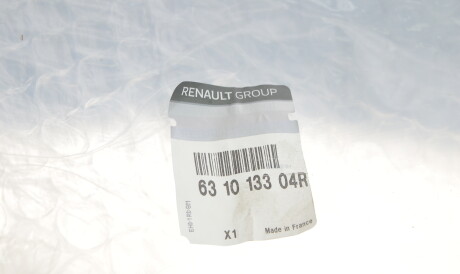 RENAULT GROUP
63 10 133 04R
X1 Made in France